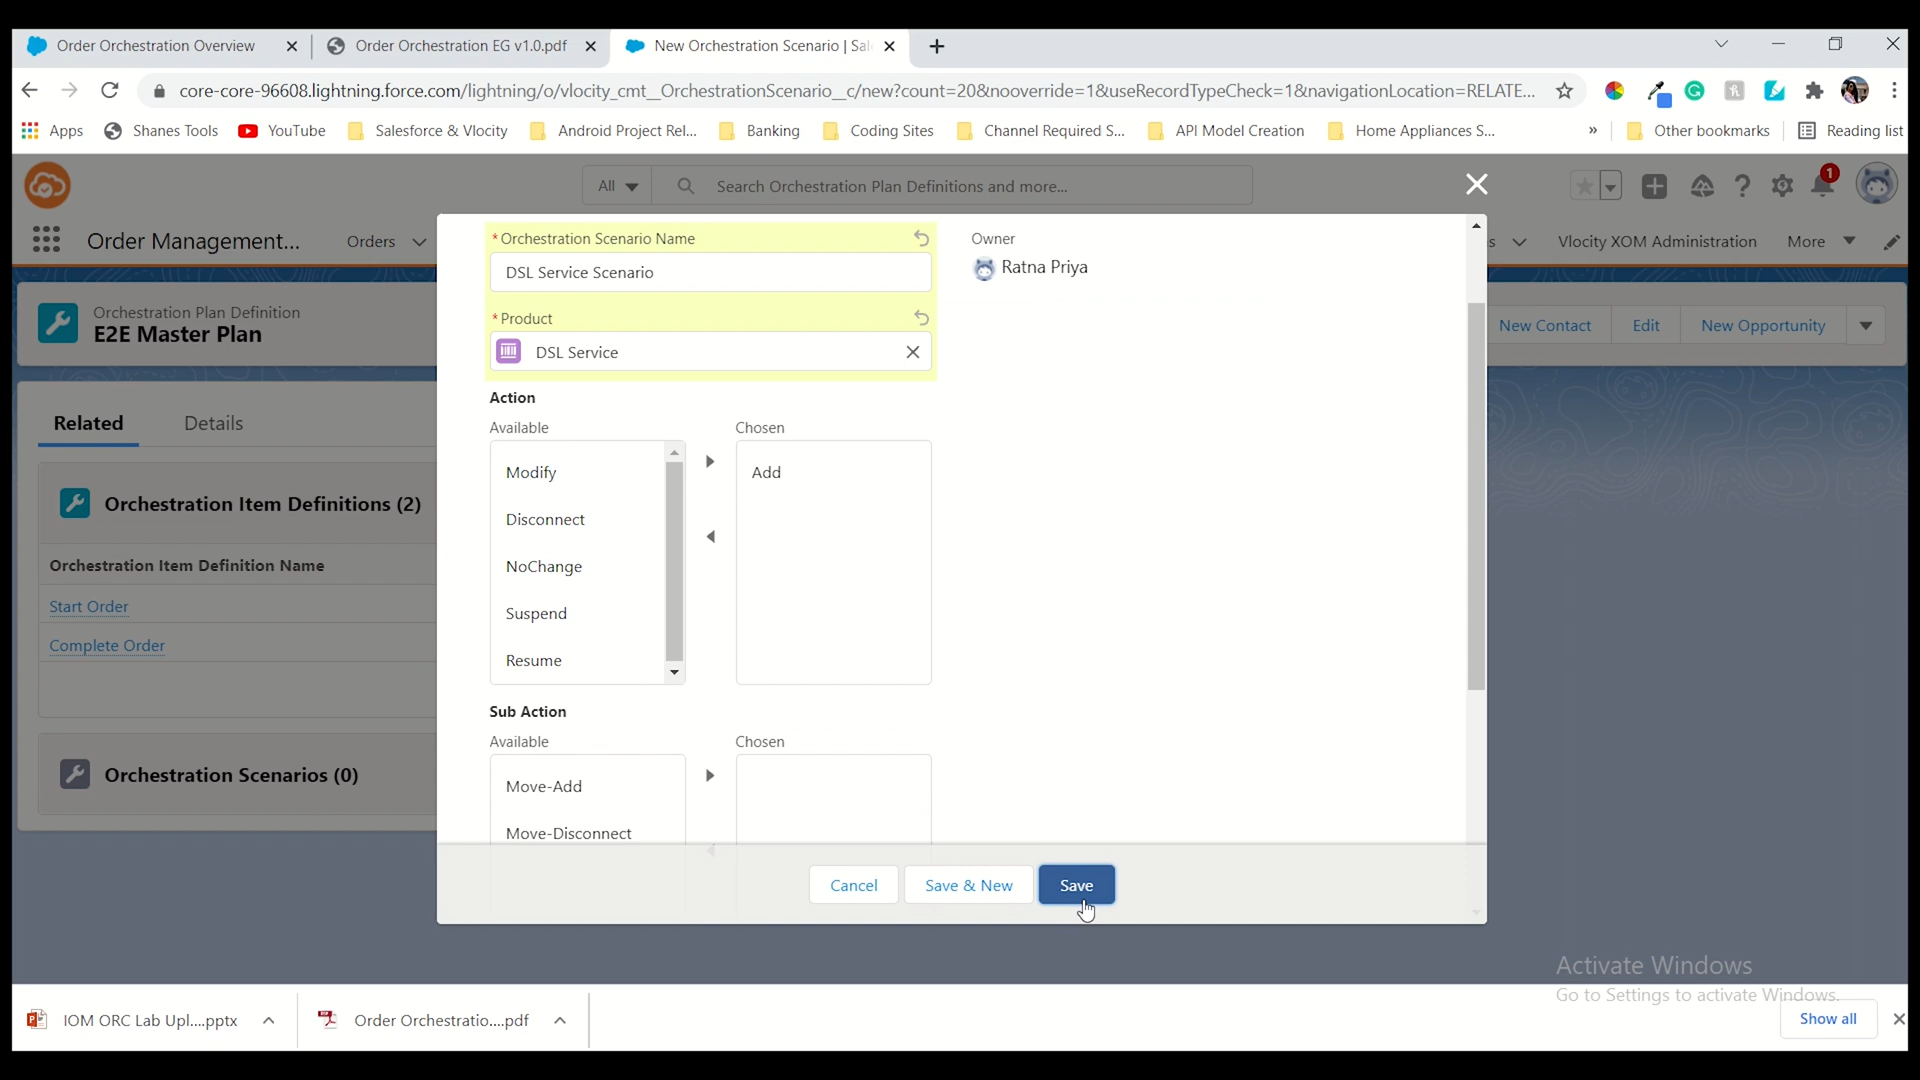 Order Orchestration Overview
Order Orchestration EG v1.0.pdf
New Orchestration Scenario | Sal
core-core-96608.lightning.force.com/lightning/o/vlocity_cmt__OrchestrationScenario__c/new?count=20&nooverride=1&useRecordTypeCheck=1&navigationLocation=RELATE...
Apps
Shanes Tools
YouTube
Salesforce & Vlocity
Android Project Rel...
Banking
Coding Sites
Channel Required S...
API Model Creation
Home Appliances S...
»
Other bookmarks
Reading list
All
Search Orchestration Plan Definitions and more...
1
Order Management...
Orders
s
Vlocity XOM Administration
More
Orchestration Plan Definition
E2E Master Plan
New Contact
Edit
New Opportunity
Related
Details
Orchestration Item Definitions (2)
Orchestration Item Definition Name
Start Order
Complete Order
Orchestration Scenarios (0)
*Orchestration Scenario Name
DSL Service Scenario
Owner
Ratna Priya
*Product
DSL Service
Action
Available
Chosen
Modify
Disconnect
NoChange
Suspend
Resume
Add
Sub Action
Available
Chosen
Move-Add
Move-Disconnect
Cancel
Save & New
Save
Activate Windows
Go to Settings to activate Windows.
IOM ORC Lab Upl....pptx
Order Orchestratio....pdf
Show all